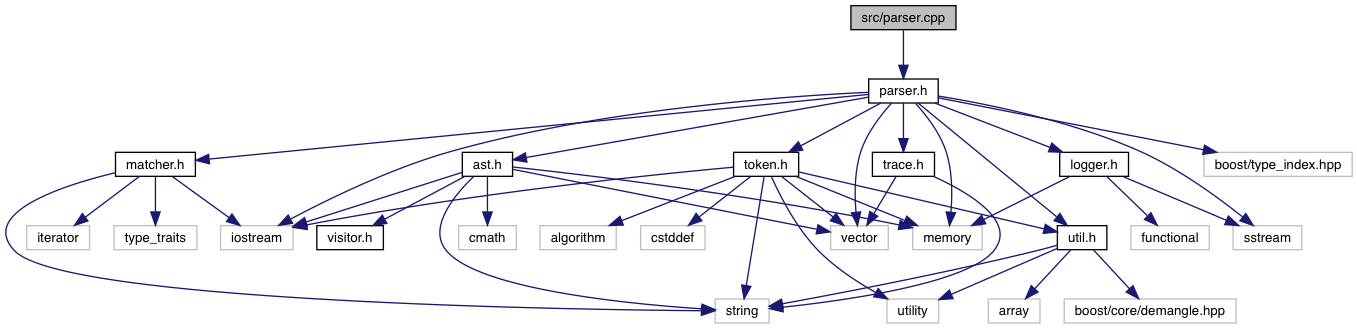 src/parser.cpp
parser.h
matcher.h
ast.h
token.h
trace.h
logger.h
boost/type_index.hpp
iterator
type_traits
iostream
visitor.h
cmath
algorithm
cstddef
vector
memory
util.h
functional
sstream
string
utility
array
boost/core/demangle.hpp